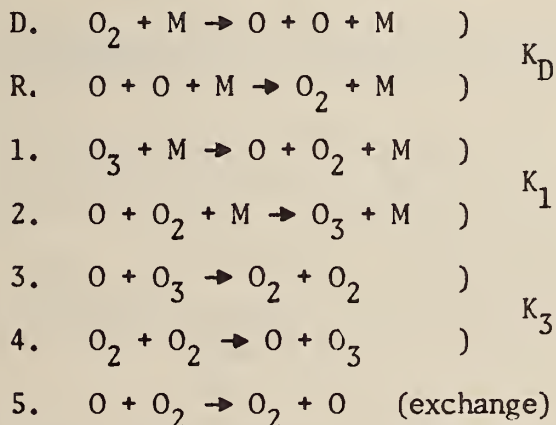 D. O₂ + M → O + O + M )
K_D
R. O + O + M → O₂ + M )
1. O₃ + M → O + O₂ + M )
K₁
2. O + O₂ + M → O₃ + M )
3. O + O₃ → O₂ + O₂ )
K₃
4. O₂ + O₂ → O + O₃ )
5. O + O₂ → O₂ + O (exchange)